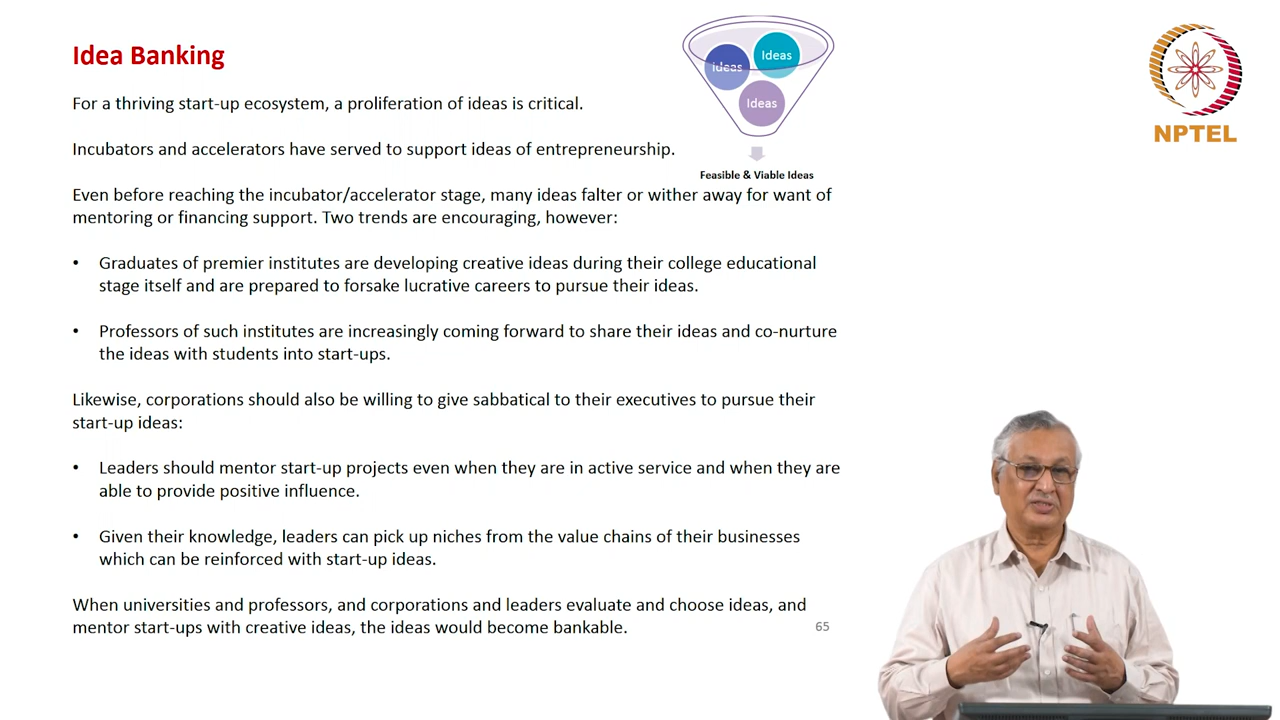 Idea Banking
Ideas
Ideas
Ideas
Feasible & Viable Ideas
NPTEL
For a thriving start-up ecosystem, a proliferation of ideas is critical.
Incubators and accelerators have served to support ideas of entrepreneurship.
Even before reaching the incubator/accelerator stage, many ideas falter or wither away for want of
mentoring or financing support. Two trends are encouraging, however:
• Graduates of premier institutes are developing creative ideas during their college educational
stage itself and are prepared to forsake lucrative careers to pursue their ideas.
• Professors of such institutes are increasingly coming forward to share their ideas and co-nurture
the ideas with students into start-ups.
Likewise, corporations should also be willing to give sabbatical to their executives to pursue their
start-up ideas:
• Leaders should mentor start-up projects even when they are in active service and when they are
able to provide positive influence.
• Given their knowledge, leaders can pick up niches from the value chains of their businesses
which can be reinforced with start-up ideas.
When universities and professors, and corporations and leaders evaluate and choose ideas, and
mentor start-ups with creative ideas, the ideas would become bankable.
65